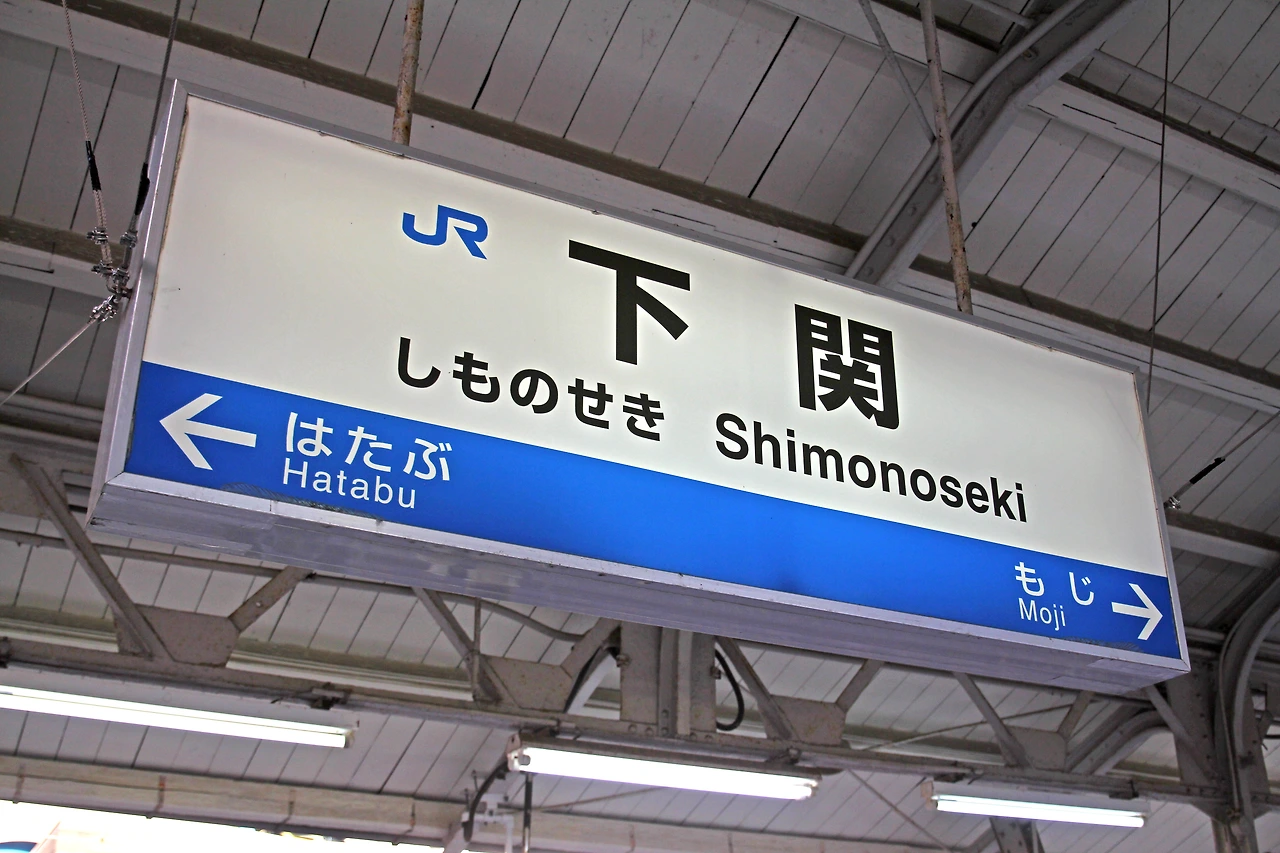 JR 下関
しものせき Shimonoseki
← はたぶ
Hatabu
もじ →
Moji